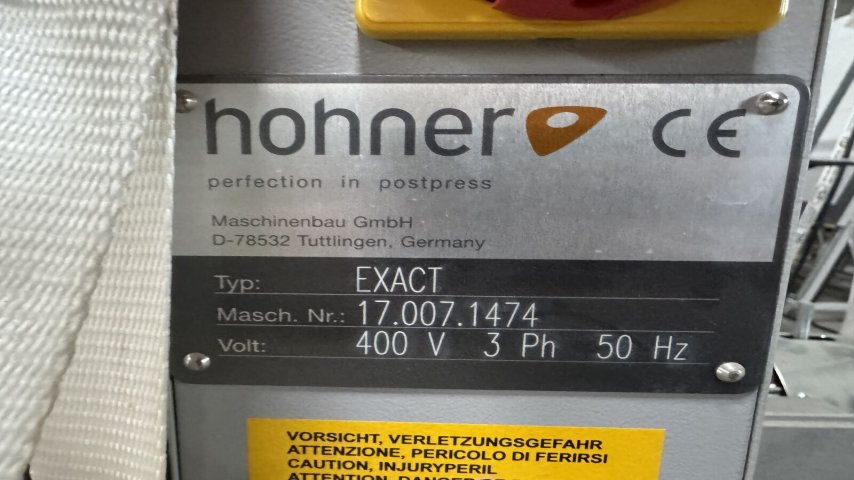 hohner CE
perfection in postpress
Maschinenbau GmbH
D-78532 Tuttlingen, Germany
Typ: EXACT
Masch. Nr.: 17.007.1474
Volt: 400 V 3 Ph 50 Hz
VORSICHT, VERLETZUNGSGEFAHR
ATTENZIONE, PERICOLO DI FERIRSI
CAUTION, INJURYPERIL
ATTENTION,